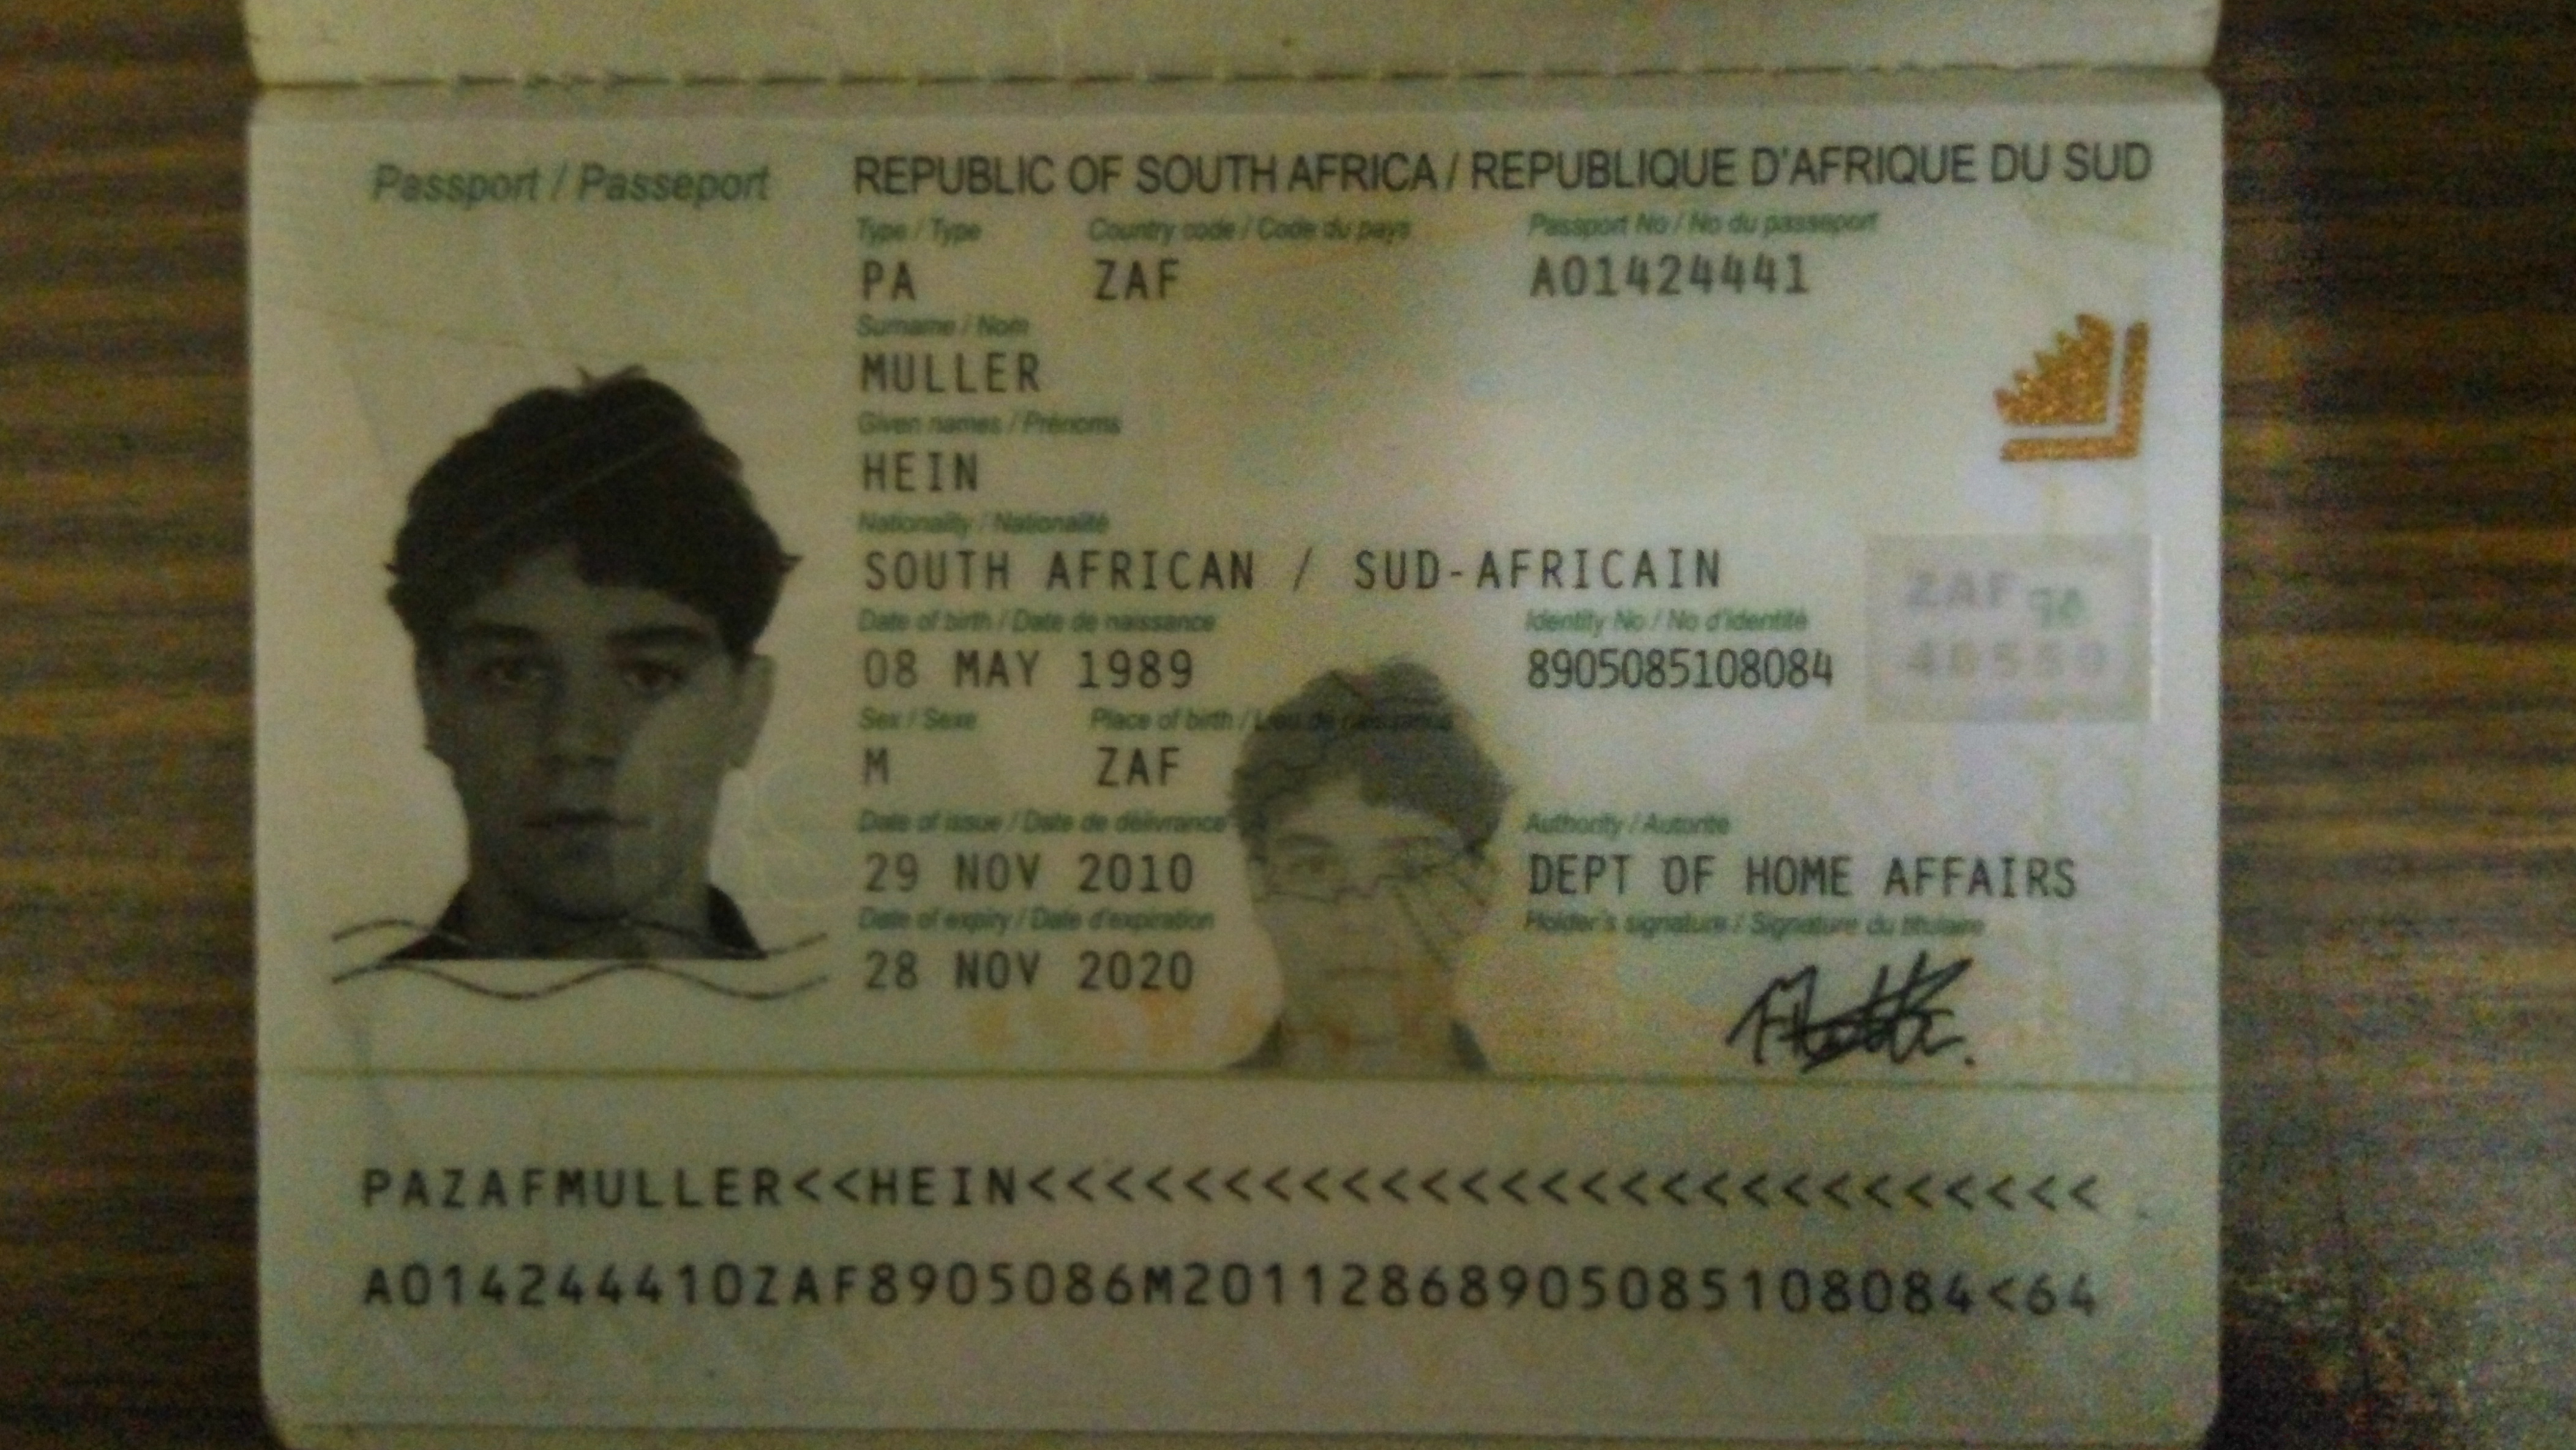 Passport / Passeport
REPUBLIC OF SOUTH AFRICA / REPUBLIQUE D'AFRIQUE DU SUD
Type / Type Country code / Code du pays Passport No / No du passeport
PA ZAF A01424441
Surname / Nom
MULLER
Given names / Prénoms
HEIN
Nationality / Nationalité
SOUTH AFRICAN / SUD-AFRICAIN
Date of birth / Date de naissance Identity No / No d'identité
08 MAY 1989 8905085108084
Sex / Sexe Place of birth / Lieu de naissance
M ZAF
Date of issue / Date de délivrance Authority / Autorité
29 NOV 2010 DEPT OF HOME AFFAIRS
Date of expiry / Date d'expiration Holder's signature / Signature du titulaire
28 NOV 2020
ZAF
PAZAFMULLER<<HEIN<<<<<<<<<<<<<<<<<<<<<<<<<<<
A014244410ZAF8905086M20112868905085108084<64